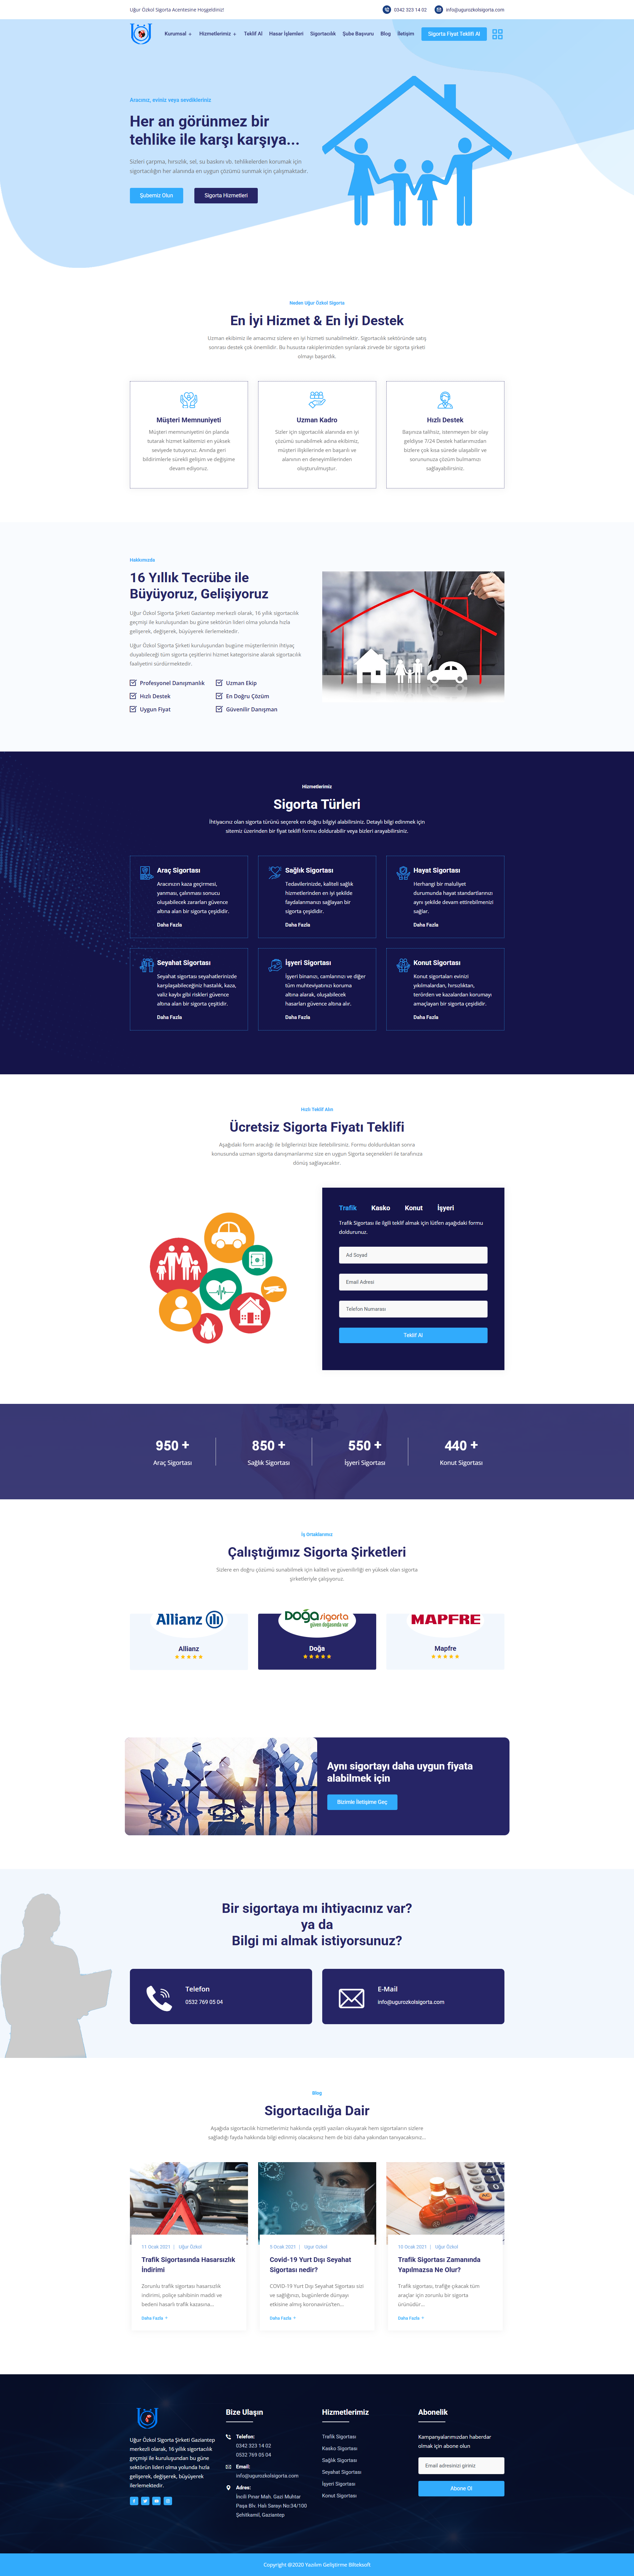 Uğur Özkol Sigorta Acentesine Hoşgeldiniz!
0342 323 14 02
info@ugurozkolsigorta.com
Kurumsal +
Hizmetlerimiz +
Teklif Al
Hasar İşlemleri
Sigortacılık
Şube Başvuru
Blog
İletişim
Sigorta Fiyat Teklifi Al
Aracınız, eviniz veya sevdikleriniz
Her an görünmez bir
tehlike ile karşı karşıya...
Sizleri çarpma, hırsızlık, sel, su baskını vb. tehlikelerden korumak için
sigortacılığın her alanında en uygun çözümü sunmak için çalışmaktadır.
Şubemiz Olun
Sigorta Hizmetleri
Neden Uğur Özkol Sigorta
En İyi Hizmet & En İyi Destek
Uzman ekibimiz ile amacımız sizlere en iyi hizmeti sunabilmektir. Sigortacılık sektöründe satış
sonrası destek çok önemlidir. Bu hususta rakiplerimizden sıyrılarak zirvede bir sigorta şirketi
olmayı başarılık.
Müşteri Memnuniyeti
Müşteri memnuniyetini ön planda
tutarak hizmet kalitemizi en yüksek
seviyede tutuyoruz. Anında geri
bildirimlerle sürekli gelişim ve değişime
devam ediyoruz.
Uzman Kadro
Sizler için sigortacılık alanında en iyi
çözümü sunabilmek adına ekibimiz,
müşteri ilişkilerinde en başarılı ve
alanının en deneyimlilerinden
oluşturulmuştur.
Hızlı Destek
Başınıza talihsiz, istenmeyen bir olay
geldiyse 7/24 Destek hatlarımızdan
bizlere çok kısa sürede ulaşabilir ve
sorununuza çözüm bulmamızı
sağlayabilirsiniz.
Hakkımızda
16 Yıllık Tecrübe ile
Büyüyoruz, Gelişiyoruz
Uğur Özkol Sigorta Şirketi Gaziantep merkezli olarak, 16 yıllık sigortacılık
geçmişi ile kuruluşundan bu güne sektörün lideri olma yolunda hızla
gelişerek, değişerek, büyüyerek ilerlemektedir.
Uğur Özkol Sigorta Şirketi kuruluşundan bugüne müşterilerinin ihtiyaç
duyabileceği tüm sigorta çeşitlerini hizmet kategorisine alarak sigortacılık
faaliyetini sürdürmektedir.
Profesyonel Danışmanlık
Uzman Ekip
Hızlı Destek
En Doğru Çözüm
Uygun Fiyat
Güvenilir Danışman
Hizmetlerimiz
Sigorta Türleri
İhtiyacınız olan sigorta türünü seçerek en doğru bilgiyi alabilirsiniz. Detaylı bilgi edinmek için
sitemiz üzerinden bir fiyat teklifi formu doldurabilir veya bizleri arayabilirsiniz.
Araç Sigortası
Aracınızın kaza geçirmesi,
yanması, çalınması sonucu
oluşabilecek zararları güvence
altına alan bir sigorta çeşididir.
Daha Fazla
Sağlık Sigortası
Tedavilerinizde, kaliteli sağlık
hizmetlerinden en iyi şekilde
faydalanmanızı sağlayan bir
sigorta çeşididir.
Daha Fazla
Hayat Sigortası
Herhangi bir maluliyet
durumunda hayat standartlarınızı
aynı şekilde devam ettirebilmenizi
sağlar.
Daha Fazla
Seyahat Sigortası
Seyahat sigortası seyahatlerinizde
karşılaşabileceğiniz hastalık, kaza,
valiz kaybı gibi riskleri güvence
altına alan bir sigorta çeşitidir.
Daha Fazla
İşyeri Sigortası
İşyeri binanızı, camlarınızı ve diğer
tüm muhteviyatınızı koruma
altına alarak, oluşabilecek
hasarları güvence altına alır.
Daha Fazla
Konut Sigortası
Konut sigortaları evinizi
yıkılmalardan, hırsızlıktan,
terörden ve kazalardan korumayı
amaçlayan bir sigorta çeşididir.
Daha Fazla
Hızlı Teklif Alın
Ücretsiz Sigorta Fiyatı Teklifi
Aşağıdaki form aracılığı ile bilgilerinizi bize iletebilirsiniz. Formu doldurduktan sonra
konusunda uzman sigorta danışmanlarımız size en uygun Sigorta seçenekleri ile tarafınıza
dönüş sağlayacaktır.
Trafik
Kasko
Konut
İşyeri
Trafik Sigortası ile ilgili teklif almak için lütfen aşağıdaki formu
doldurunuz.
Ad Soyad
Email Adresi
Telefon Numarası
Teklif Al
950 +
Araç Sigortası
850 +
Sağlık Sigortası
550 +
İşyeri Sigortası
440 +
Konut Sigortası
İş Ortaklarımız
Çalıştığımız Sigorta Şirketleri
Sizlere en doğru çözümü sunabilmek için kaliteli ve güvenilirliği en yüksek olan sigorta
şirketleriyle çalışıyoruz.
Allianz
Allianz
DOĞA sigorta
güven doğasında var
Doğa
MAPFRE
Mapfre
Aynı sigortayı daha uygun fiyata
alabilmek için
Bizimle İletişime Geç
Bir sigortaya mı ihtiyacınız var?
ya da
Bilgi mi almak istiyorsunuz?
Telefon
0532 769 05 04
E-Mail
info@ugurozkolsigorta.com
Blog
Sigortacılığa Dair
Aşağıda sigortacılık hizmetlerimiz hakkında çeşitli yazıları okuyarak hem sigortaların sizlere
sağladığı fayda hakkında bilgi edinmiş olacaksınız hem de bizi daha yakından tanıyacaksınız...
11 Ocak 2021 | Uğur Özkol
Trafik Sigortasında Hasarsızlık
İndirimi
Zorunlu trafik sigortası hasarsızlık
indirimi, poliçe sahibinin maddi ve
bedeni hasarlı trafik kazasına...
Daha Fazla
5 Ocak 2021 | Uğur Özkol
Covid-19 Yurt Dışı Seyahat
Sigortası nedir?
COVID-19 Yurt Dışı Seyahat Sigortası sizi
ve sağlığınızı, bugünlerde dünyayı
etkisine almış koronavirüs'ten...
Daha Fazla
10 Ocak 2021 | Uğur Özkol
Trafik Sigortası Zamanında
Yapılmazsa Ne Olur?
Trafik sigortası, trafiğe çıkacak tüm
araçlar için zorunlu bir sigorta
ürünüdür...
Daha Fazla
Uğur Özkol Sigorta Şirketi Gaziantep
merkezli olarak, 16 yıllık sigortacılık
geçmişi ile kuruluşundan bu güne
sektörün lideri olma yolunda hızla
gelişerek, değişerek, büyüyerek
ilerlemektedir.
Bize Ulaşın
Telefon:
0342 323 14 02
0532 769 05 04
Email:
info@ugurozkolsigorta.com
Adres:
İncili Pınar Mah. Gazi Muhtar
Paşa Blv. Halı Sarayı No:34/100
Şehitkamil, Gaziantep
Hizmetlerimiz
Trafik Sigortası
Kasko Sigortası
Sağlık Sigortası
Seyahat Sigortası
İşyeri Sigortası
Konut Sigortası
Abonelik
Kampanyalarımızdan haberdar
olmak için abone olun
Email adresinizi giriniz
Abone Ol
Copyright @2020 Yazılım Geliştirme Bilteksoft